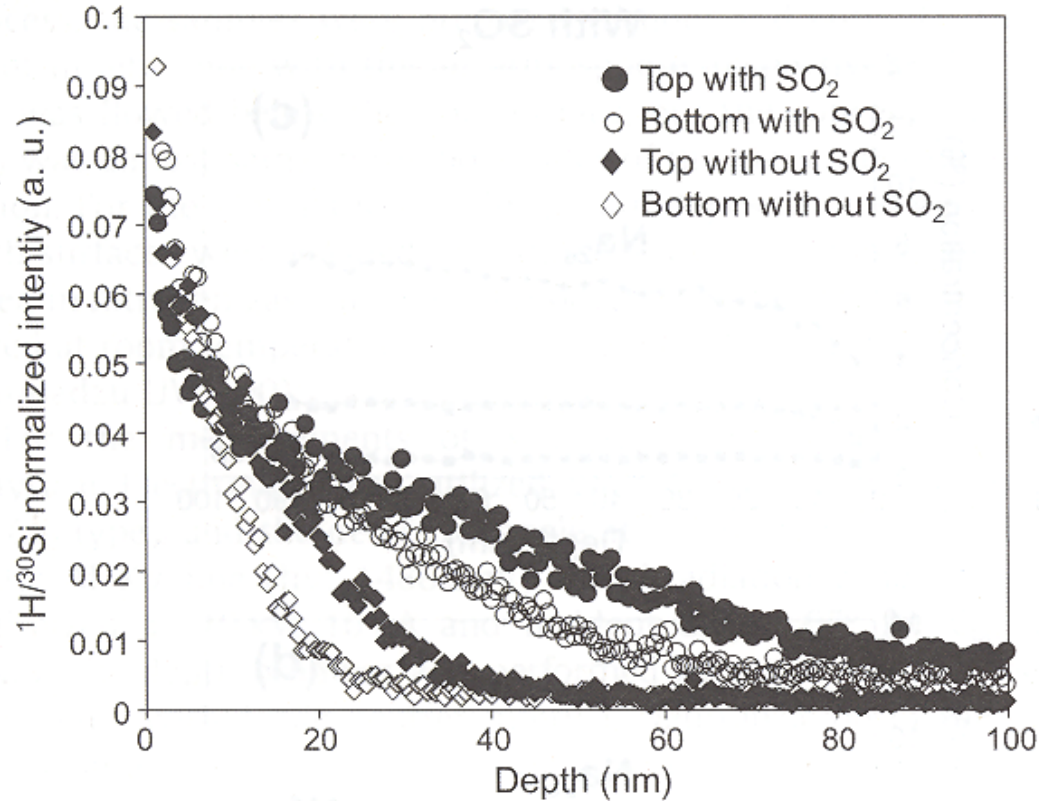 0.1
0.09
0.08
0.07
0.06
0.05
0.04
0.03
0.02
0.01
0
¹H/³⁰Si normalized intentiy (a. u.)
Top with SO₂
Bottom with SO₂
Top without SO₂
Bottom without SO₂
0 20 40 60 80 100
Depth (nm)